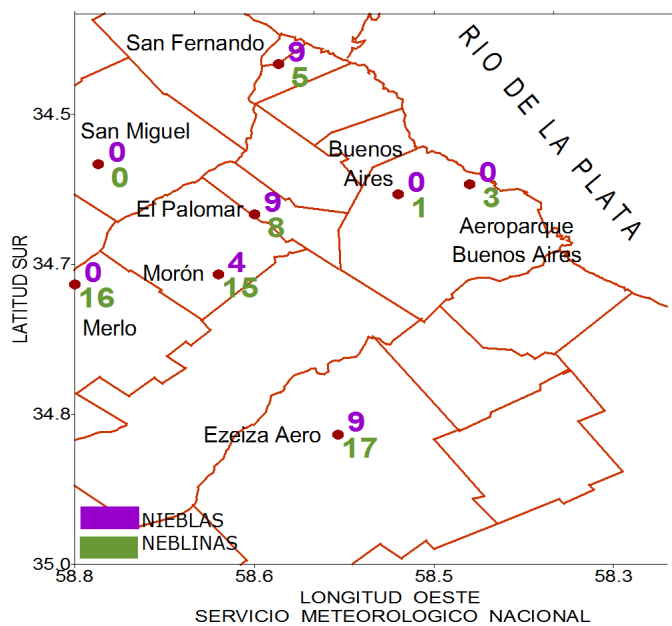 San Fernando
9
5
RIO DE LA PLATA
34.5
San Miguel
0
0
Buenos
Aires
0
1
0
3
El Palomar
9
8
Aeroparque
Buenos Aires
34.7
Morón
4
15
0
16
Merlo
LATITUD SUR
34.8
Ezeiza Aero
9
17
NIEBLAS
NEBLINAS
35.0
58.8
58.6
58.5
58.3
LONGITUD OESTE
SERVICIO METEOROLOGICO NACIONAL